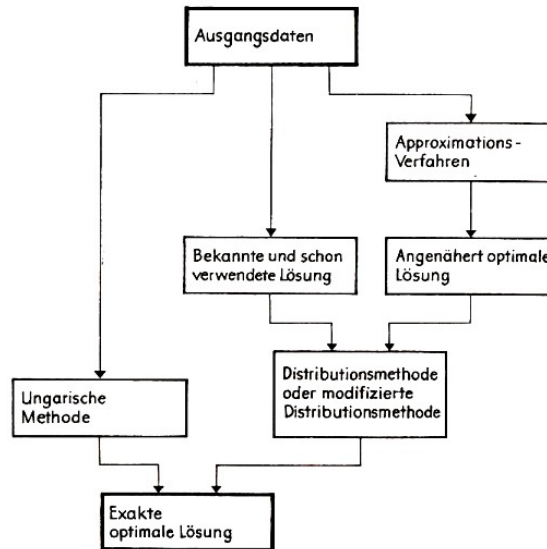 Ausgangsdaten
Approximations-
Verfahren
Bekannte und schon
verwendete Lösung
Angenähert optimale
Lösung
Distributionsmethode
oder modifizierte
Distributionsmethode
Ungarische
Methode
Exakte
optimale Lösung